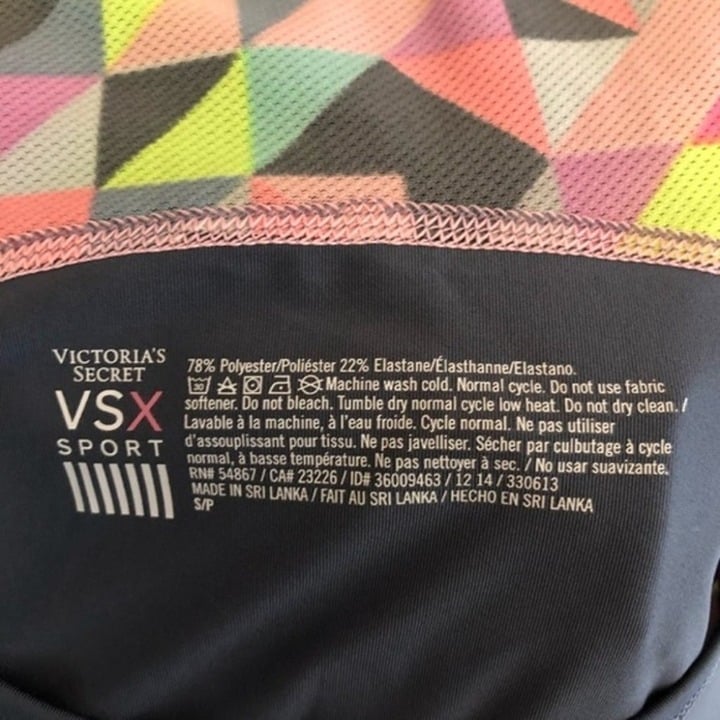 VICTORIA'S
SECRET
VSX
SPORT
78% Polyester/Poliéster 22% Elastane/Élasthanne/Elastano.
30 Machine wash cold. Normal cycle. Do not use fabric
softener. Do not bleach. Tumble dry normal cycle low heat. Do not dry clean. /
Lavable à la machine, à l'eau froide. Cycle normal. Ne pas utiliser
d'assouplissant pour tissu. Ne pas javelliser. Sécher par culbutage à cycle
normal, à basse température. Ne pas nettoyer à sec. / No usar suavizante.
RN# 54867 / CA# 23226 / ID# 36009463 / 12 14 / 330613
MADE IN SRI LANKA / FAIT AU SRI LANKA / HECHO EN SRI LANKA
S/P